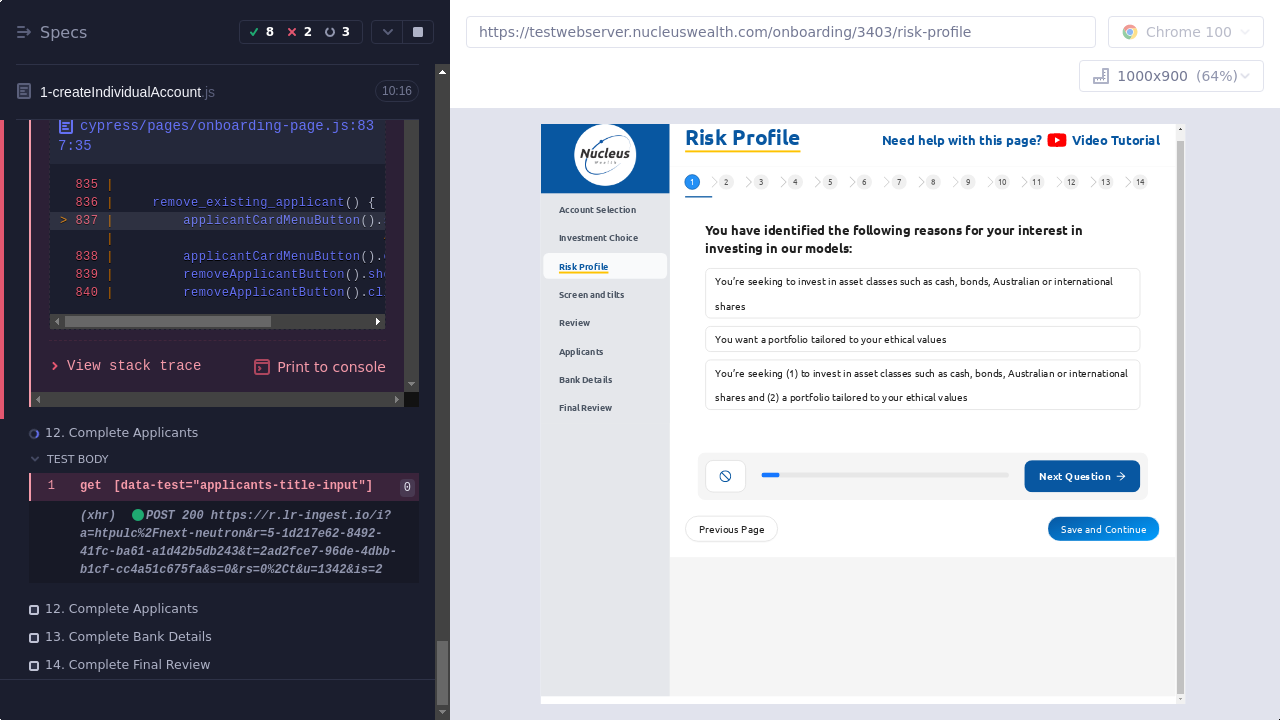 Specs
8
2
3
1-createIndividualAccount.js
10:16
cypress/pages/onboarding-page.js:83
7:35
835 |
836 |     remove_existing_applicant() {
> 837 |         applicantCardMenuButton().
|
838 |         applicantCardMenuButton().
839 |         removeApplicantButton().sh
840 |         removeApplicantButton().cl
View stack trace
Print to console
12. Complete Applicants
TEST BODY
1
get [data-test="applicants-title-input"]
0
(xhr) POST 200 https://r.lr-ingest.io/i?
a=htpulc%2Fnext-neutron&r=5-1d217e62-8492-
41fc-ba61-a1d42b5db243&t=2ad2fce7-96de-4dbb-
b1cf-cc4a51c675fa&s=0&rs=0%2Ct&u=1342&is=2
12. Complete Applicants
13. Complete Bank Details
14. Complete Final Review
https://testwebserver.nucleuswealth.com/onboarding/3403/risk-profile
Chrome 100
1000x900 (64%)
Nucleus
Wealth
Account Selection
Investment Choice
Risk Profile
Screen and tilts
Review
Applicants
Bank Details
Final Review
Risk Profile
Need help with this page? Video Tutorial
1 2 3 4 5 6 7 8 9 10 11 12 13 14
You have identified the following reasons for your interest in
investing in our models:
You're seeking to invest in asset classes such as cash, bonds, Australian or international
shares
You want a portfolio tailored to your ethical values
You're seeking (1) to invest in asset classes such as cash, bonds, Australian or international
shares and (2) a portfolio tailored to your ethical values
Next Question
Previous Page
Save and Continue